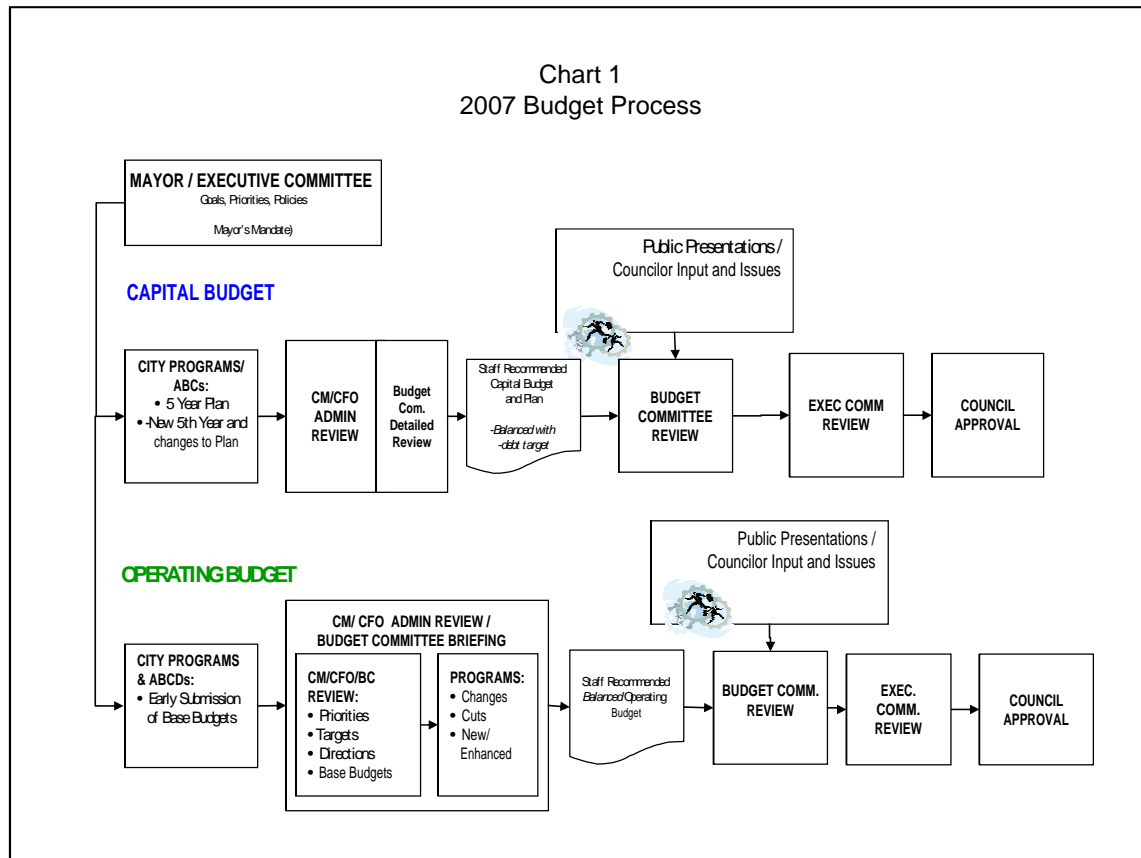 Chart 1
2007 Budget Process
MAYOR / EXECUTIVE COMMITTEE
Goals, Priorities, Policies
Mayor's Mandate)
Public Presentations /
Councilor Input and Issues
CAPITAL BUDGET
CITY PROGRAMS/
ABCs:
• 5 Year Plan
• -New 5th Year and
changes to Plan
CM/CFO
ADMIN
REVIEW
Budget
Com.
Detailed
Review
Staff Recommended
Capital Budget
and Plan
-Balanced with
-debt target
BUDGET
COMMITTEE
REVIEW
EXEC COMM
REVIEW
COUNCIL
APPROVAL
Public Presentations /
Councilor Input and Issues
OPERATING BUDGET
CITY PROGRAMS
& ABCDs:
• Early Submission
of Base Budgets
CM/ CFO ADMIN REVIEW /
BUDGET COMMITTEE BRIEFING
CM/CFO/BC
REVIEW:
• Priorities
• Targets
• Directions
• Base Budgets
PROGRAMS:
• Changes
• Cuts
• New/
Enhanced
Staff Recommended
Balanced Operating
Budget
BUDGET COMM.
REVIEW
EXEC.
COMM.
REVIEW
COUNCIL
APPROVAL